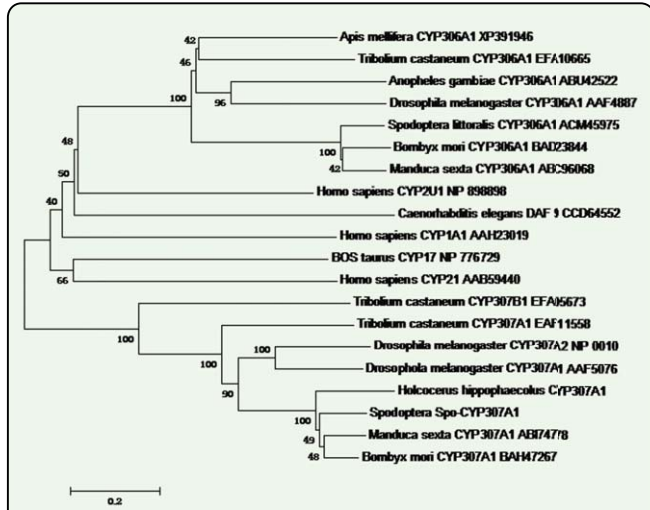 42
Apis mellifera CYP306A1 XP391946
Tribolium castaneum CYP306A1 EFA10665
46
Anopheles gambiae CYP306A1 ABU42522
100
96
Drosophila melanogaster CYP306A1 AAF4887
Spodoptera littoralis CYP306A1 ACM45975
100
Bombyx mori CYP306A1 BAD23844
42
Manduca sexta CYP306A1 ABC96068
48
Homo sapiens CYP2U1 NP 898898
50
Caenorhabditis elegans DAF 9 CCD64552
40
Homo sapiens CYP1A1 AAH23019
BOS taurus CYP17 NP 776729
66
Homo sapiens CYP21 AAB59440
Tribolium castaneum CYP307B1 EFA05673
100
Tribolium castaneum CYP307A1 EAF11558
100
Drosophila melanogaster CYP307A2 NP 0010
100
Drosophola melanogaster CYP307A1 AAF5076
90
Holcocerus hippophaecolus CYP307A1
100
Spodoptera Spo-CYP307A1
49
Manduca sexta CYP307A1 ABI74778
48
Bombyx mori CYP307A1 BAH47267
0.2